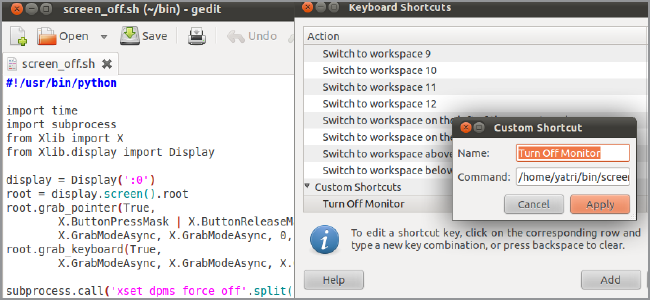 screen_off.sh (~/bin) - gedit
Open
Save
Undo
screen_off.sh
#!/usr/bin/python
import time
import subprocess
from Xlib import X
from Xlib.display import Display
display = Display(':0')
root = display.screen().root
root.grab_pointer(True,
X.ButtonPressMask | X.ButtonReleaseM
X.GrabModeAsync, X.GrabModeAsync, 0,
root.grab_keyboard(True,
X.GrabModeAsync, X.GrabModeAsync, X.
subprocess.call('xset dpms force off'.split(
Keyboard Shortcuts
Action
Switch to workspace 9
Switch to workspace 10
Switch to workspace 11
Switch to workspace 12
Switch to workspace on the
Switch to workspace on the
Switch to workspace above
Switch to workspace below
Custom Shortcuts
Turn Off Monitor
To edit a shortcut key, click on the corresponding row and
type a new key combination, or press backspace to clear.
Help
Add
Custom Shortcut
Name:
Turn Off Monitor
Command:
/home/yatri/bin/screen
Cancel
Apply